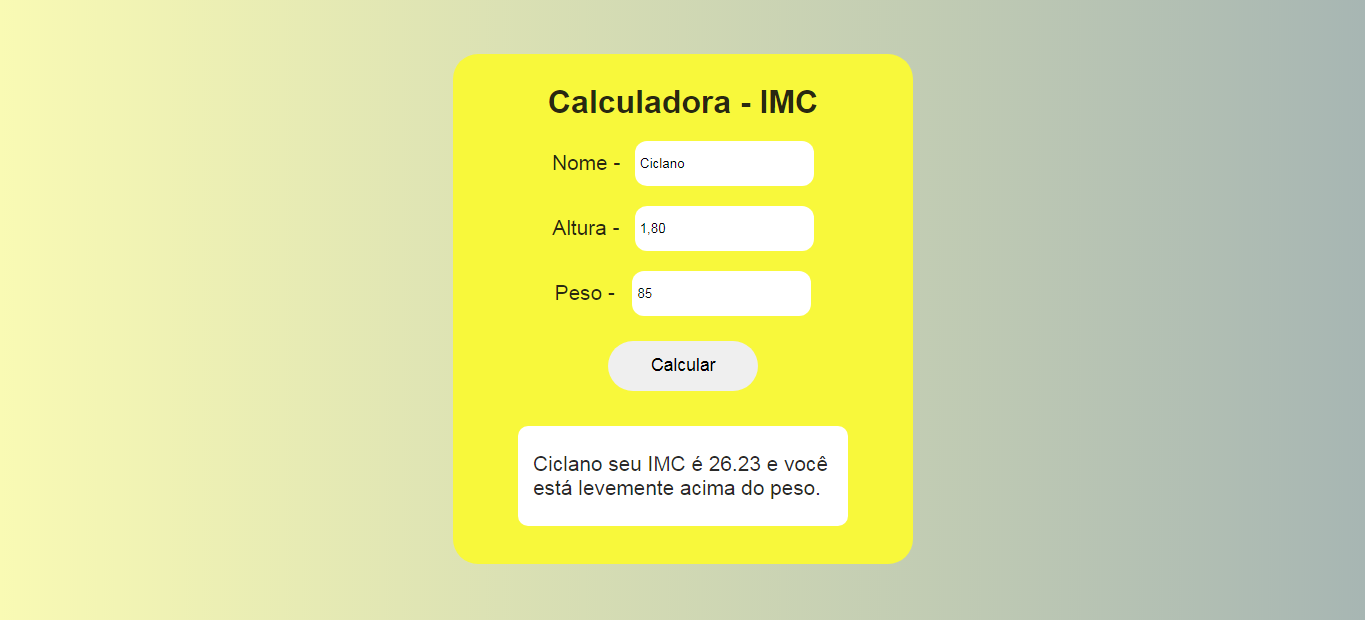 Calculadora - IMC
Nome - Ciclano
Altura - 1,80
Peso - 85
Calcular
Ciclano seu IMC é 26.23 e você
está levemente acima do peso.